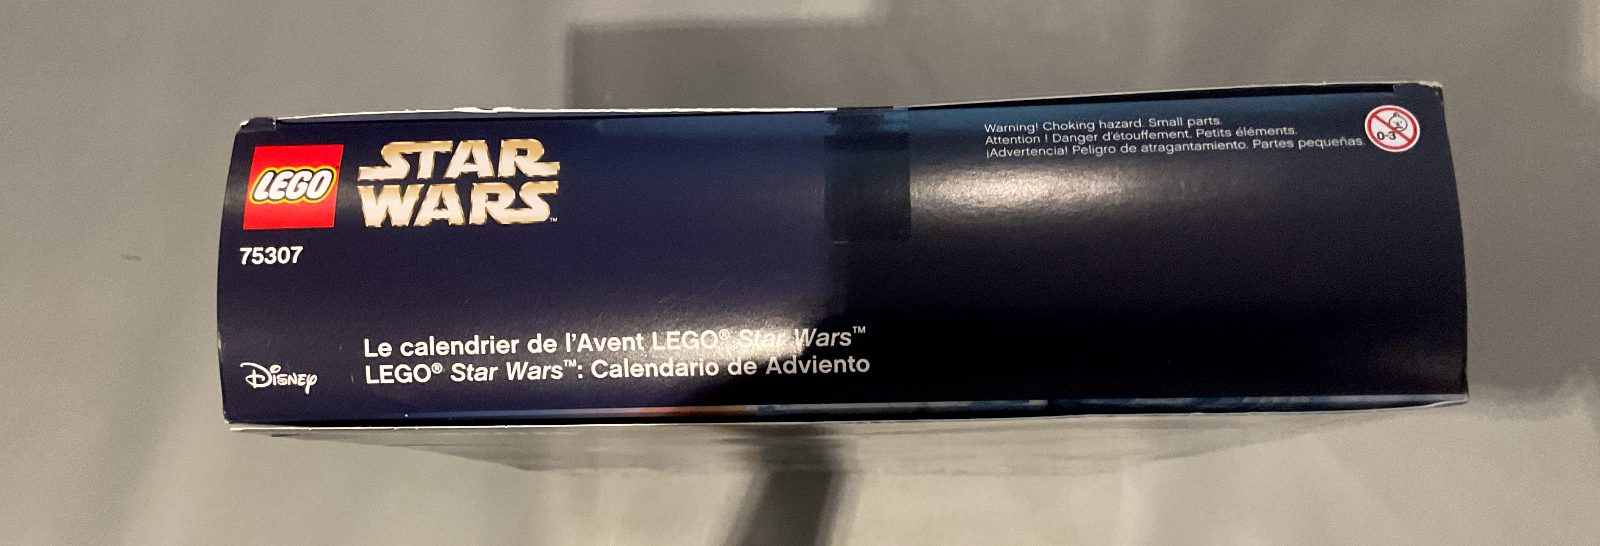 LEGO
STAR
WARS™
75307
Warning! Choking hazard. Small parts.
Attention ! Danger d'étouffement. Petits éléments.
¡Advertencia! Peligro de atragantamiento. Partes pequeñas.
0-3
Le calendrier de l'Avent LEGO® Star Wars™
LEGO® Star Wars™: Calendario de Adviento
Disney